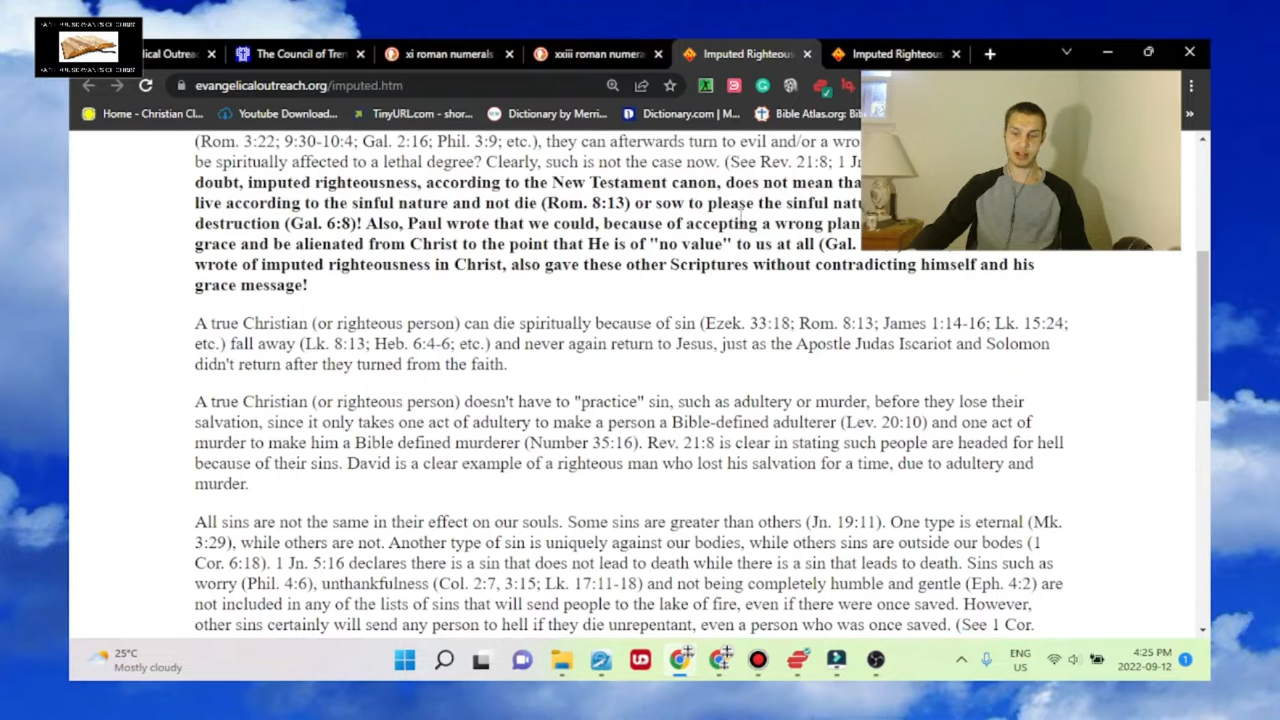 FAITHFUL SERVANTS OF CHRIST
ical Outrea
The Council of Tren
xi roman numerals
xxiii roman numera
Imputed Righteous
Imputed Righteous
evangelicaloutreach.org/imputed.htm
Home - Christian Cl...
Youtube Download...
TinyURL.com - shor...
Dictionary by Merri...
Dictionary.com | M...
Bible Atlas.org: Bib
(Rom. 3:22; 9:30-10:4; Gal. 2:16; Phil. 3:9; etc.), they can afterwards turn to evil and/or a wro
be spiritually affected to a lethal degree? Clearly, such is not the case now. (See Rev. 21:8; 1 Jn
doubt, imputed righteousness, according to the New Testament canon, does not mean tha
live according to the sinful nature and not die (Rom. 8:13) or sow to please the sinful natu
destruction (Gal. 6:8)! Also, Paul wrote that we could, because of accepting a wrong plan
grace and be alienated from Christ to the point that He is of "no value" to us at all (Gal.
wrote of imputed righteousness in Christ, also gave these other Scriptures without contradicting himself and his
grace message!
A true Christian (or righteous person) can die spiritually because of sin (Ezek. 33:18; Rom. 8:13; James 1:14-16; Lk. 15:24;
etc.) fall away (Lk. 8:13; Heb. 6:4-6; etc.) and never again return to Jesus, just as the Apostle Judas Iscariot and Solomon
didn't return after they turned from the faith.
A true Christian (or righteous person) doesn't have to "practice" sin, such as adultery or murder, before they lose their
salvation, since it only takes one act of adultery to make a person a Bible-defined adulterer (Lev. 20:10) and one act of
murder to make him a Bible defined murderer (Number 35:16). Rev. 21:8 is clear in stating such people are headed for hell
because of their sins. David is a clear example of a righteous man who lost his salvation for a time, due to adultery and
murder.
All sins are not the same in their effect on our souls. Some sins are greater than others (Jn. 19:11). One type is eternal (Mk.
3:29), while others are not. Another type of sin is uniquely against our bodies, while others sins are outside our bodes (1
Cor. 6:18). 1 Jn. 5:16 declares there is a sin that does not lead to death while there is a sin that leads to death. Sins such as
worry (Phil. 4:6), unthankfulness (Col. 2:7, 3:15; Lk. 17:11-18) and not being completely humble and gentle (Eph. 4:2) are
not included in any of the lists of sins that will send people to the lake of fire, even if there were once saved. However,
other sins certainly will send any person to hell if they die unrepentant, even a person who was once saved. (See 1 Cor.
25°C
Mostly cloudy
ENG
US
4:25 PM
2022-09-12
1